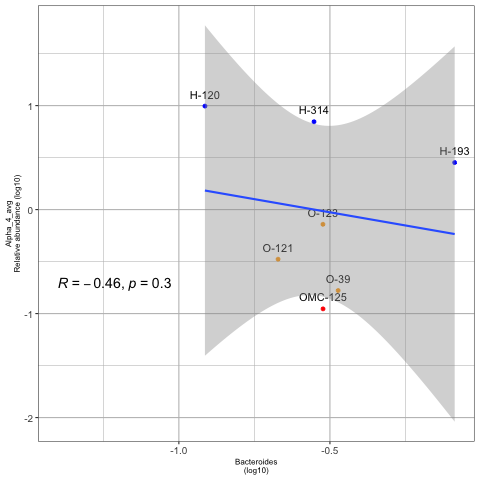 H-120
H-314
H-193
O-123
O-121
O-39
OMC-125
R = −0.46, p = 0.3
1
0
-1
-2
-1.0
-0.5
Alpha_4_avg
Relative abundance (log10)
Bacteroides
(log10)